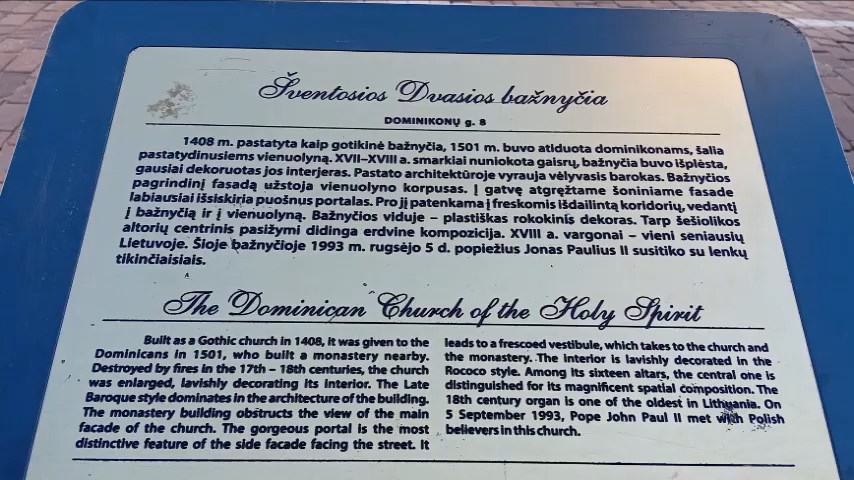 Šventosios Dvasios bažnyčia
DOMINIKONŲ g. 8
1408 m. pastatyta kaip gotikinė bažnyčia, 1501 m. buvo atiduota dominikonams, šalia
pastatydinusiems vienuolyną. XVII–XVIII a. smarkiai nuniokota gaisrų, bažnyčia buvo išplėsta,
gausiai dekoruotas jos interjeras. Pastato architektūroje vyrauja vėlyvasis barokas. Bažnyčios
pagrindinį fasadą užstoja vienuolyno korpusas. Į gatvę atgręžtame šoniniame fasade
labiausiai išsiskiria puošnus portalas. Pro jį patenkama į freskomis išdailintą koridorių, vedantį
į bažnyčią ir į vienuolyną. Bažnyčios viduje – plastiškas rokokinis dekoras. Tarp šešiolikos
altorių centrinis pasižymi didinga erdvine kompozicija. XVIII a. vargonai – vieni seniausių
Lietuvoje. Šioje bažnyčioje 1993 m. rugsėjo 5 d. popiežius Jonas Paulius II susitiko su lenkų
tikinčiaisiais.
The Dominican Church of the Holy Spirit
Built as a Gothic church in 1408, it was given to the
Dominicans in 1501, who built a monastery nearby.
Destroyed by fires in the 17th – 18th centuries, the church
was enlarged, lavishly decorating its interior. The Late
Baroque style dominates in the architecture of the building.
The monastery building obstructs the view of the main
facade of the church. The gorgeous portal is the most
distinctive feature of the side facade facing the street. It
leads to a frescoed vestibule, which takes to the church and
the monastery. The interior is lavishly decorated in the
Rococo style. Among its sixteen altars, the central one is
distinguished for its magnificent spatial composition. The
18th century organ is one of the oldest in Lithuania. On
5 September 1993, Pope John Paul II met with Polish
believers in this church.